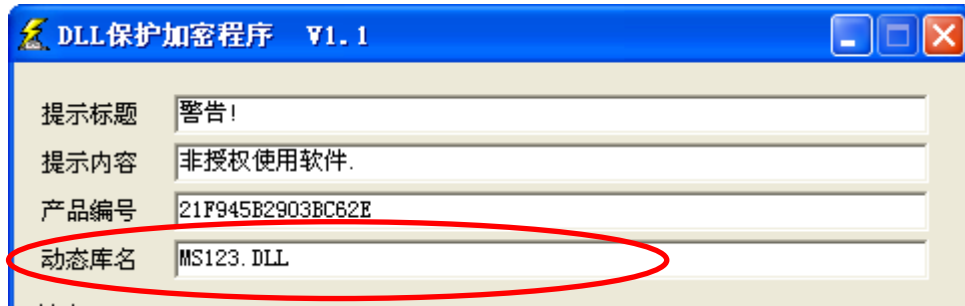 DLL保护加密程序 V1.1
提示标题 警告!
提示内容 非授权使用软件.
产品编号 21F945B2903BC62E
动态库名 MS123.DLL